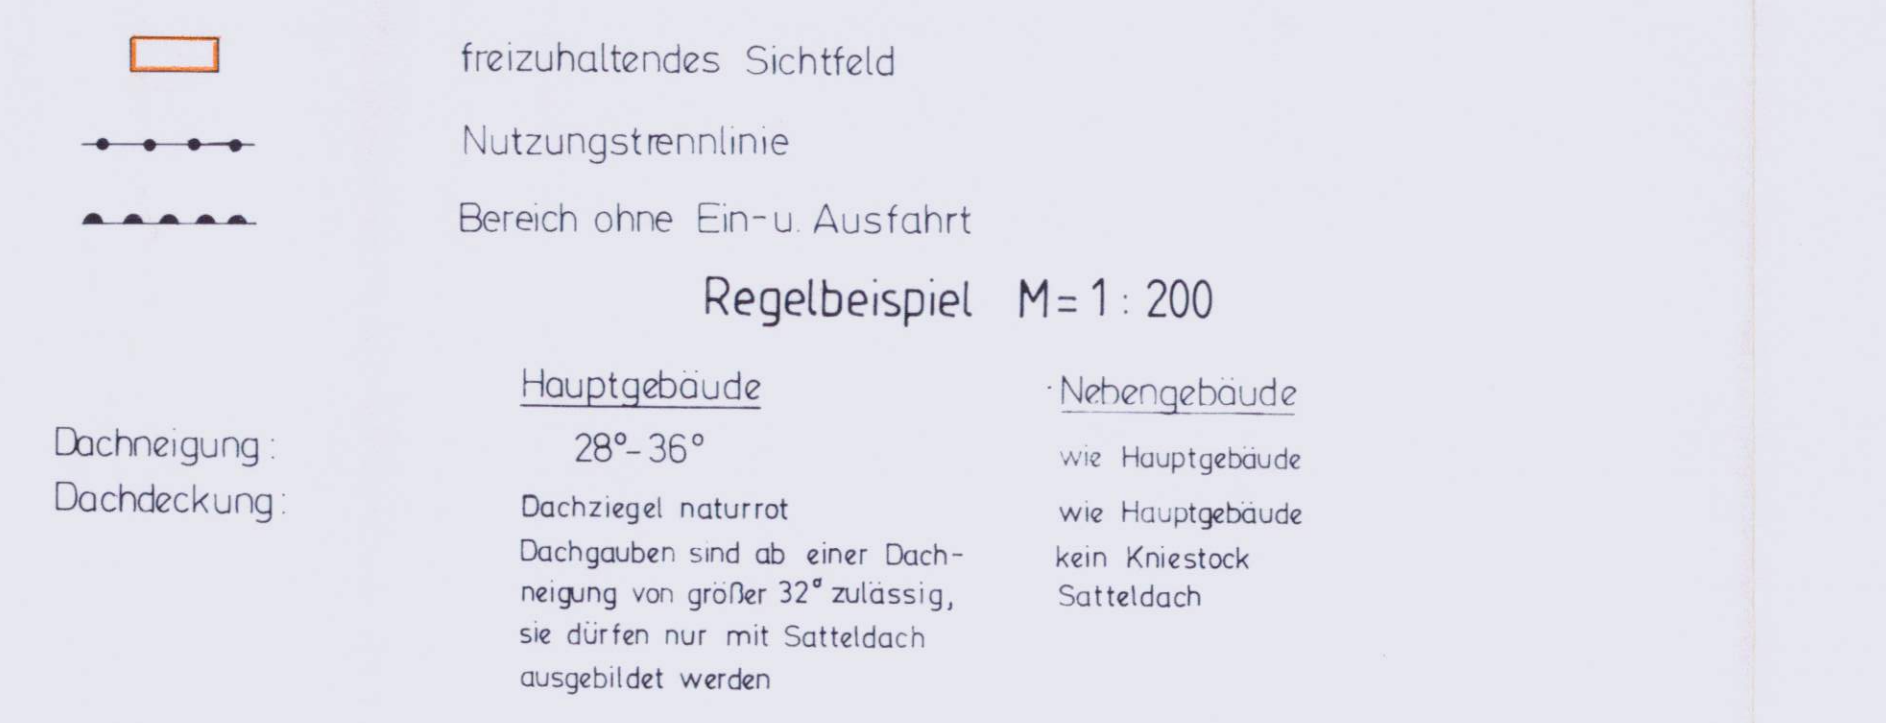 freizuhaltendes Sichtfeld
Nutzungstrennlinie
Bereich ohne Ein-u. Ausfahrt
Regelbeispiel M=1:200
Hauptgebäude
Nebengebäude
Dachneigung:
28°-36°
wie Hauptgebäude
Dachdeckung:
Dachziegel naturrot
wie Hauptgebäude
Dachgauben sind ab einer Dach-
kein Kniestock
neigung von größer 32° zulässig,
Satteldach
sie dürfen nur mit Satteldach
ausgebildet werden